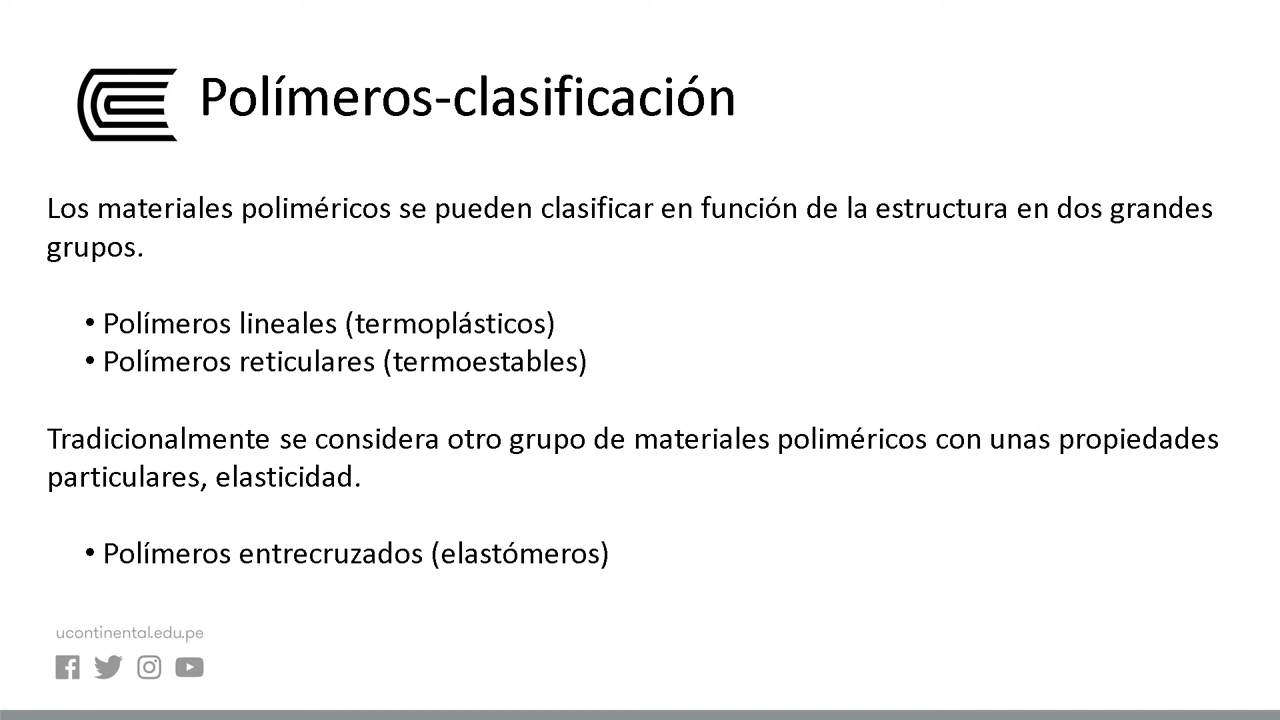 Polímeros-clasificación
Los materiales poliméricos se pueden clasificar en función de la estructura en dos grandes
grupos.
• Polímeros lineales (termoplásticos)
• Polímeros reticulares (termoestables)
Tradicionalmente se considera otro grupo de materiales poliméricos con unas propiedades
particulares, elasticidad.
• Polímeros entrecruzados (elastómeros)
ucontinental.edu.pe